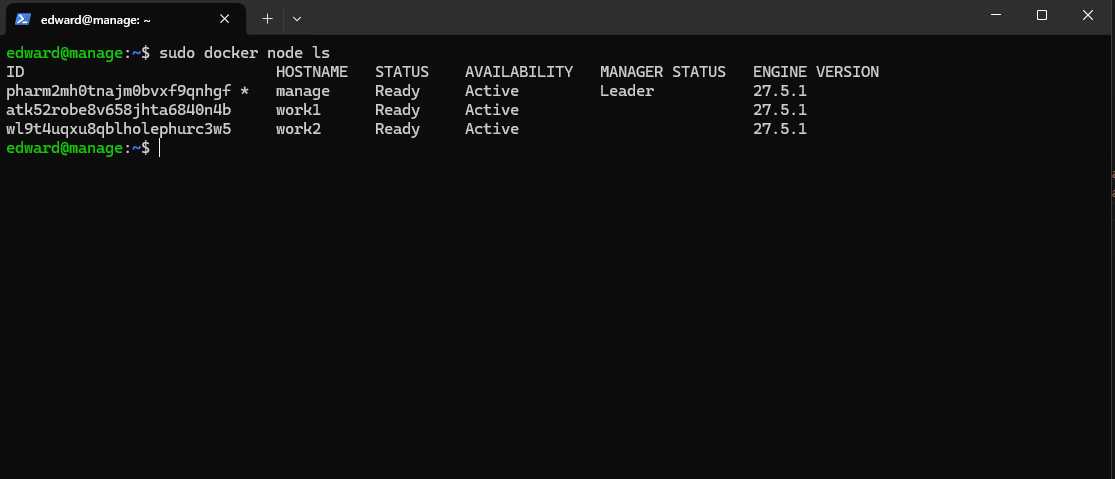 edward@manage: ~
edward@manage:~$ sudo docker node ls
ID                            HOSTNAME   STATUS    AVAILABILITY   MANAGER STATUS   ENGINE VERSION
pharm2mh0tnajm0bvxf9qnhgf *   manage     Ready     Active         Leader           27.5.1
atk52robe8v658jhta6840n4b     work1      Ready     Active                          27.5.1
wl9t4uqxu8qblholephurc3w5     work2      Ready     Active                          27.5.1
edward@manage:~$